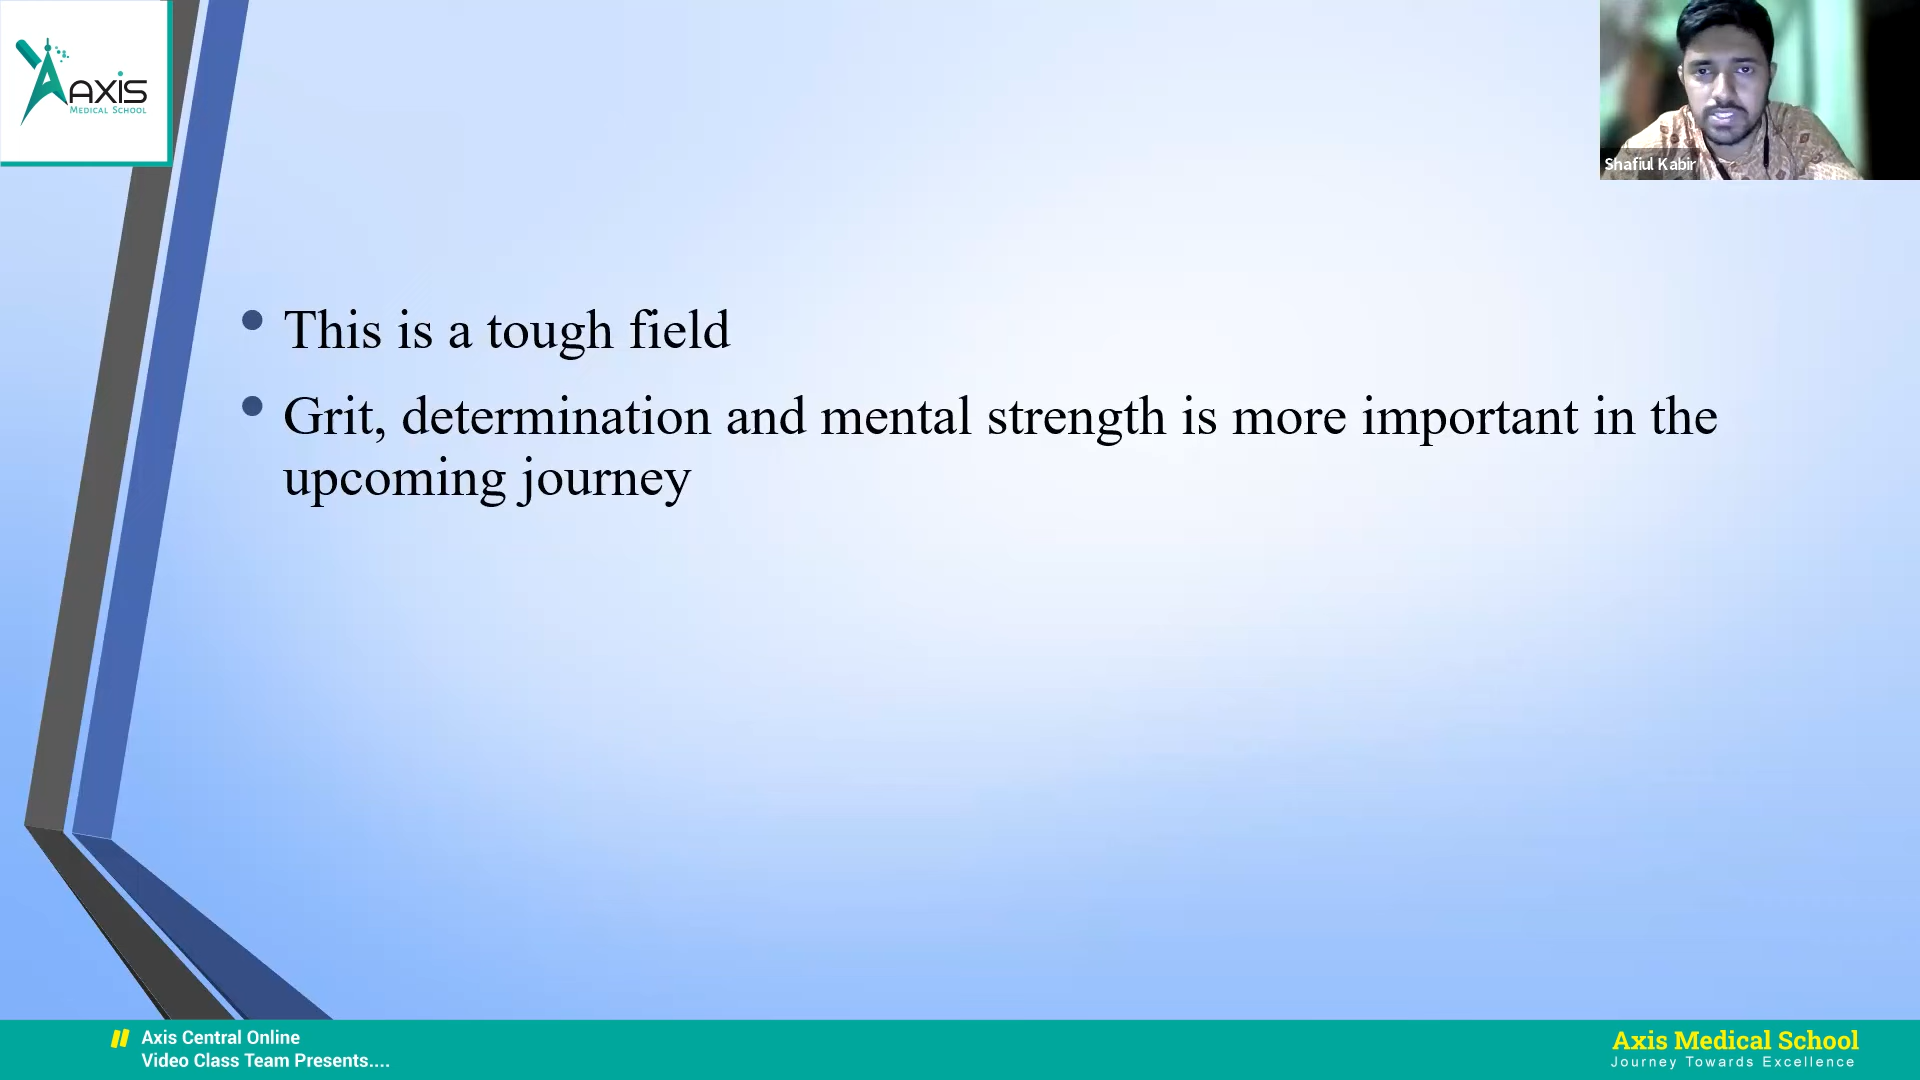 AXIS
MEDICAL SCHOOL
Shafiul Kabir
This is a tough field
Grit, determination and mental strength is more important in the
upcoming journey
Axis Central Online
Video Class Team Presents....
Axis Medical School
Journey Towards Excellence